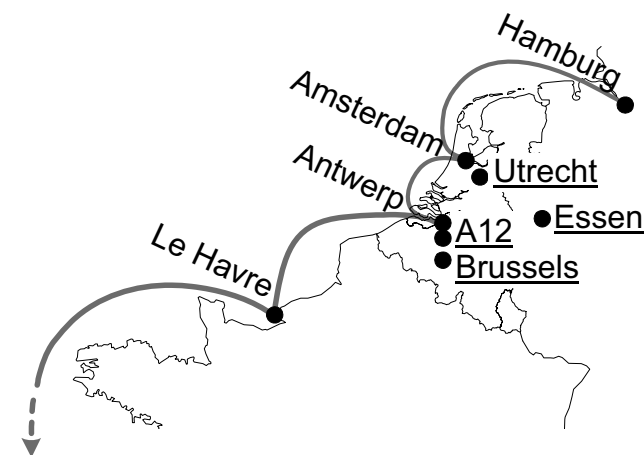 Hamburg
Amsterdam
Utrecht
Antwerp
Essen
A12
Le Havre
Brussels